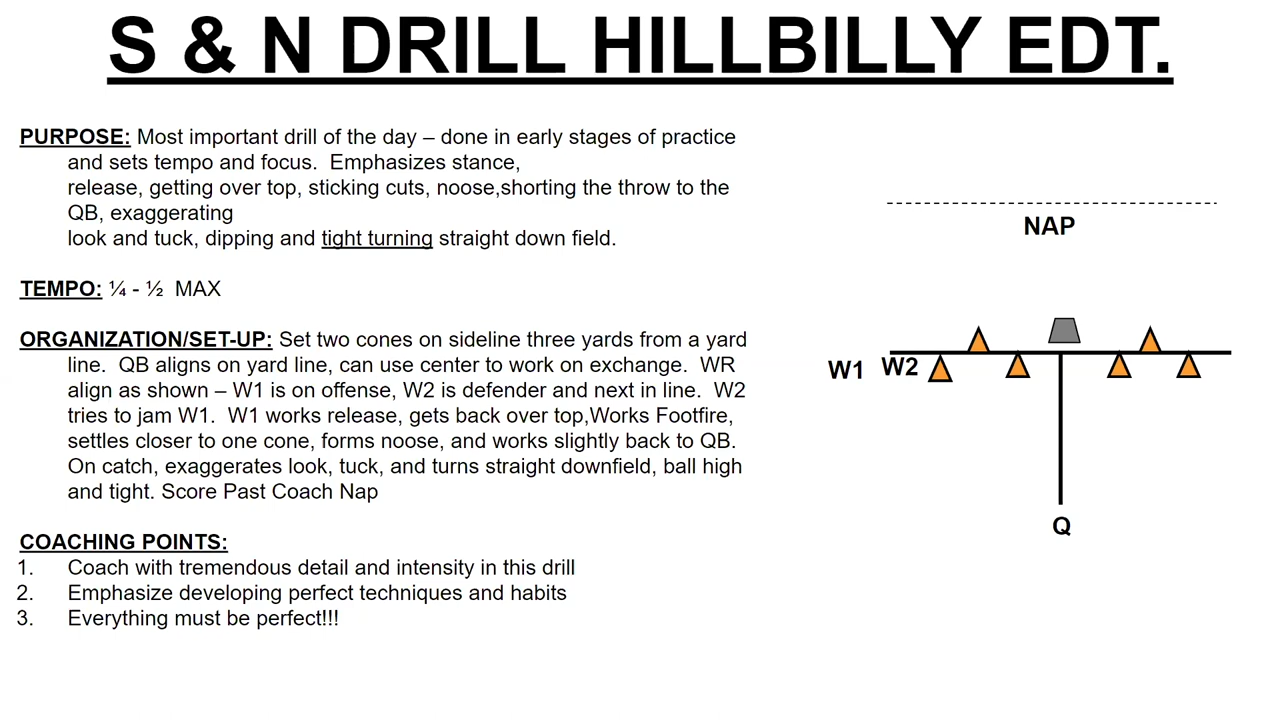 S & N DRILL HILLBILLY EDT.
PURPOSE: Most important drill of the day – done in early stages of practice
and sets tempo and focus.  Emphasizes stance,
release, getting over top, sticking cuts, noose,shorting the throw to the
QB, exaggerating
look and tuck, dipping and tight turning straight down field.
TEMPO: ¼ - ½  MAX
ORGANIZATION/SET-UP: Set two cones on sideline three yards from a yard
line.  QB aligns on yard line, can use center to work on exchange.  WR
align as shown – W1 is on offense, W2 is defender and next in line.  W2
tries to jam W1.  W1 works release, gets back over top,Works Footfire,
settles closer to one cone, forms noose, and works slightly back to QB.
On catch, exaggerates look, tuck, and turns straight downfield, ball high
and tight. Score Past Coach Nap
COACHING POINTS:
1. Coach with tremendous detail and intensity in this drill
2. Emphasize developing perfect techniques and habits
3. Everything must be perfect!!!
NAP
W1 W2
Q